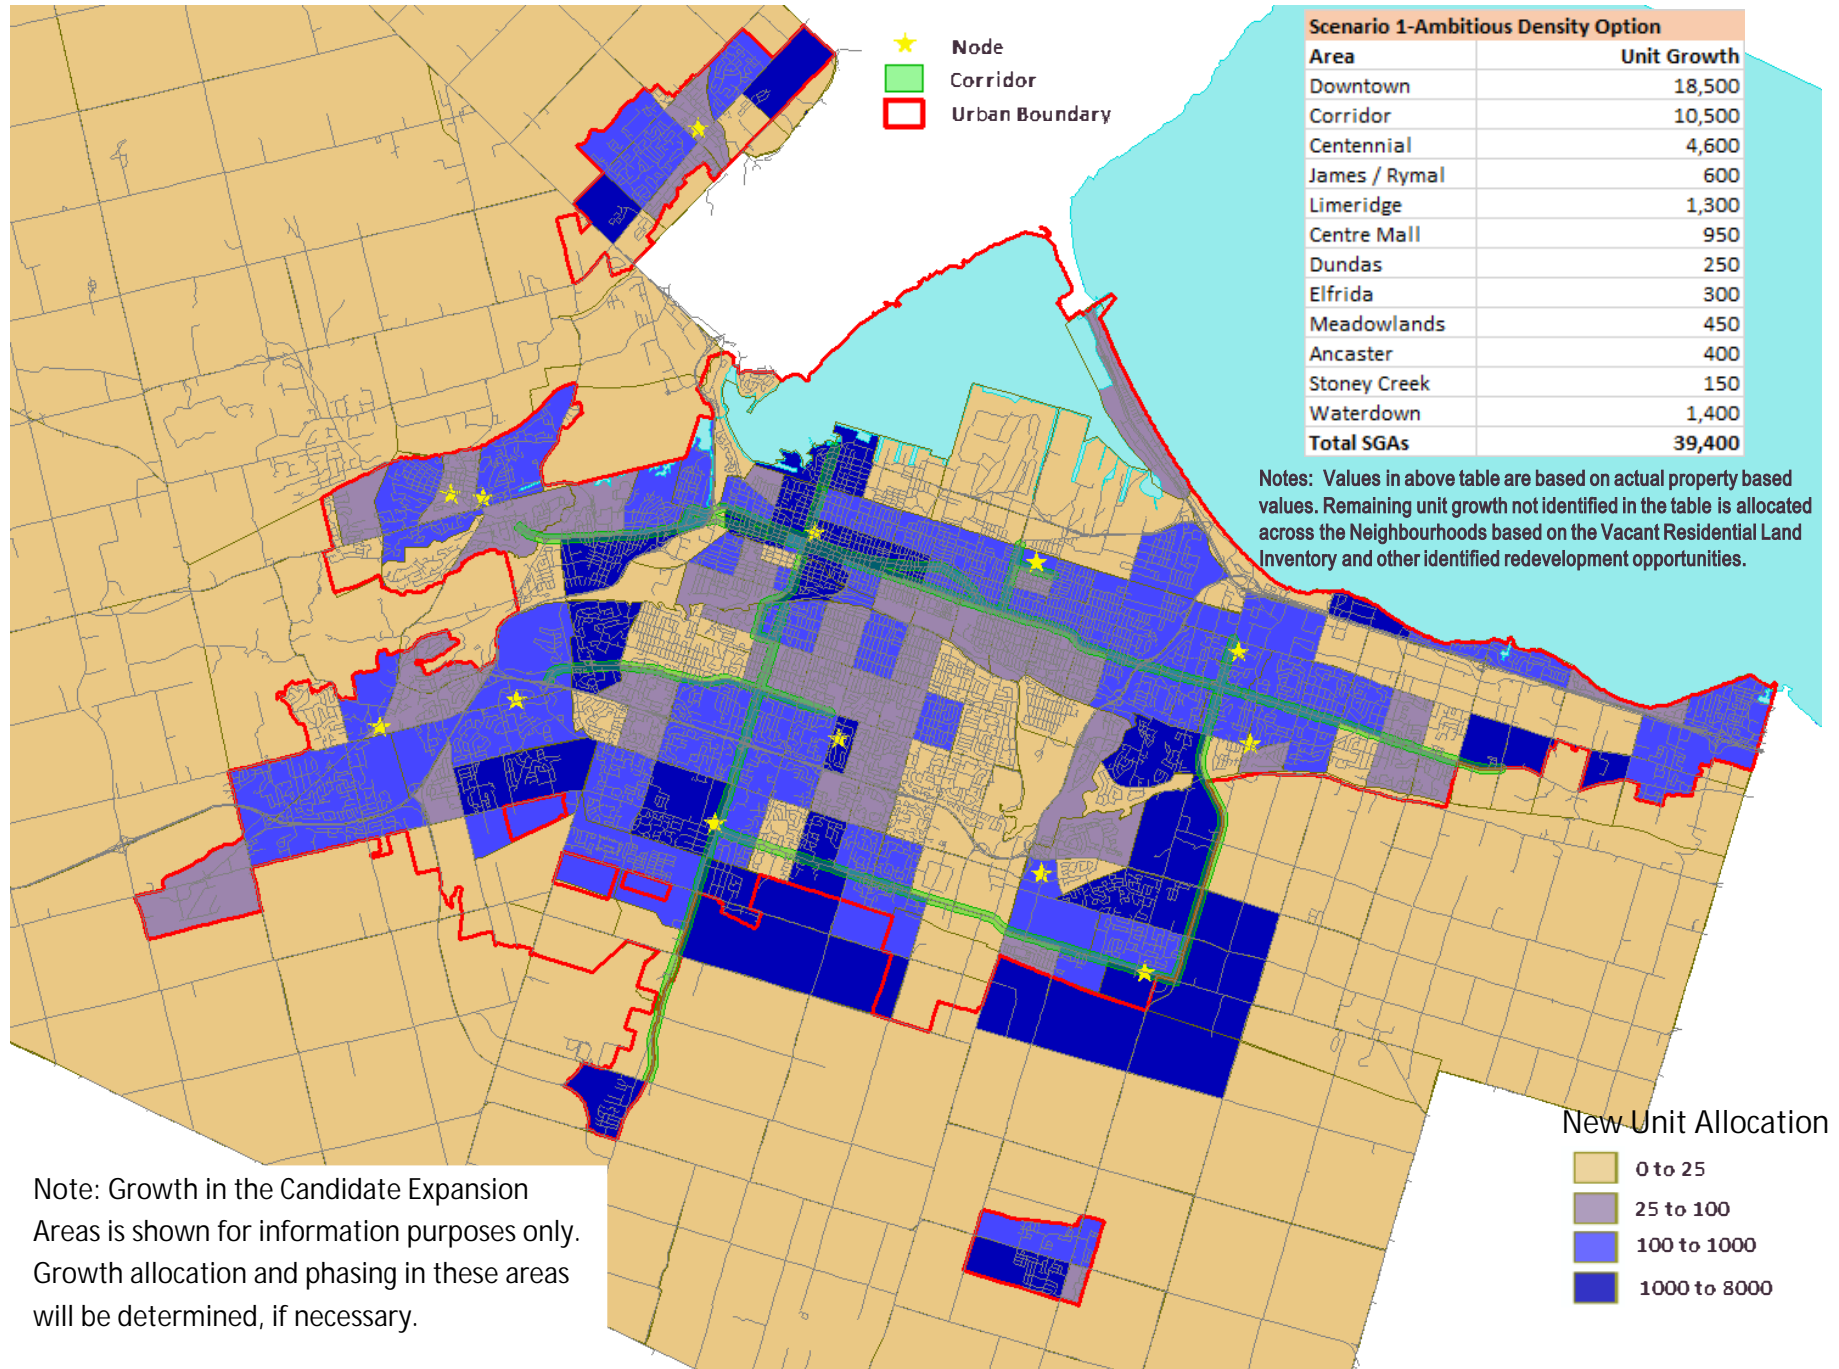 Node
Corridor
Urban Boundary
Scenario 1-Ambitious Density Option
Area Unit Growth
Downtown 18,500
Corridor 10,500
Centennial 4,600
James / Rymal 600
Limeridge 1,300
Centre Mall 950
Dundas 250
Elfrida 300
Meadowlands 450
Ancaster 400
Stoney Creek 150
Waterdown 1,400
Total SGAs 39,400
Notes: Values in above table are based on actual property based
values. Remaining unit growth not identified in the table is allocated
across the Neighbourhoods based on the Vacant Residential Land
Inventory and other identified redevelopment opportunities.
New Unit Allocation
0 to 25
25 to 100
100 to 1000
1000 to 8000
Note: Growth in the Candidate Expansion
Areas is shown for information purposes only.
Growth allocation and phasing in these areas
will be determined, if necessary.